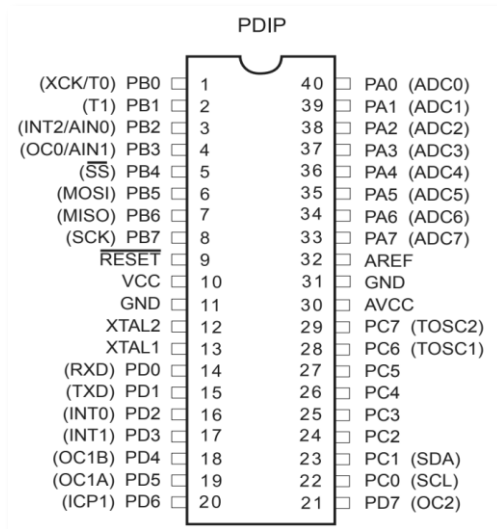 PDIP
(XCK/T0) PB0 1 40 PA0 (ADC0)
(T1) PB1 2 39 PA1 (ADC1)
(INT2/AIN0) PB2 3 38 PA2 (ADC2)
(OC0/AIN1) PB3 4 37 PA3 (ADC3)
(SS) PB4 5 36 PA4 (ADC4)
(MOSI) PB5 6 35 PA5 (ADC5)
(MISO) PB6 7 34 PA6 (ADC6)
(SCK) PB7 8 33 PA7 (ADC7)
RESET 9 32 AREF
VCC 10 31 GND
GND 11 30 AVCC
XTAL2 12 29 PC7 (TOSC2)
XTAL1 13 28 PC6 (TOSC1)
(RXD) PD0 14 27 PC5
(TXD) PD1 15 26 PC4
(INT0) PD2 16 25 PC3
(INT1) PD3 17 24 PC2
(OC1B) PD4 18 23 PC1 (SDA)
(OC1A) PD5 19 22 PC0 (SCL)
(ICP1) PD6 20 21 PD7 (OC2)